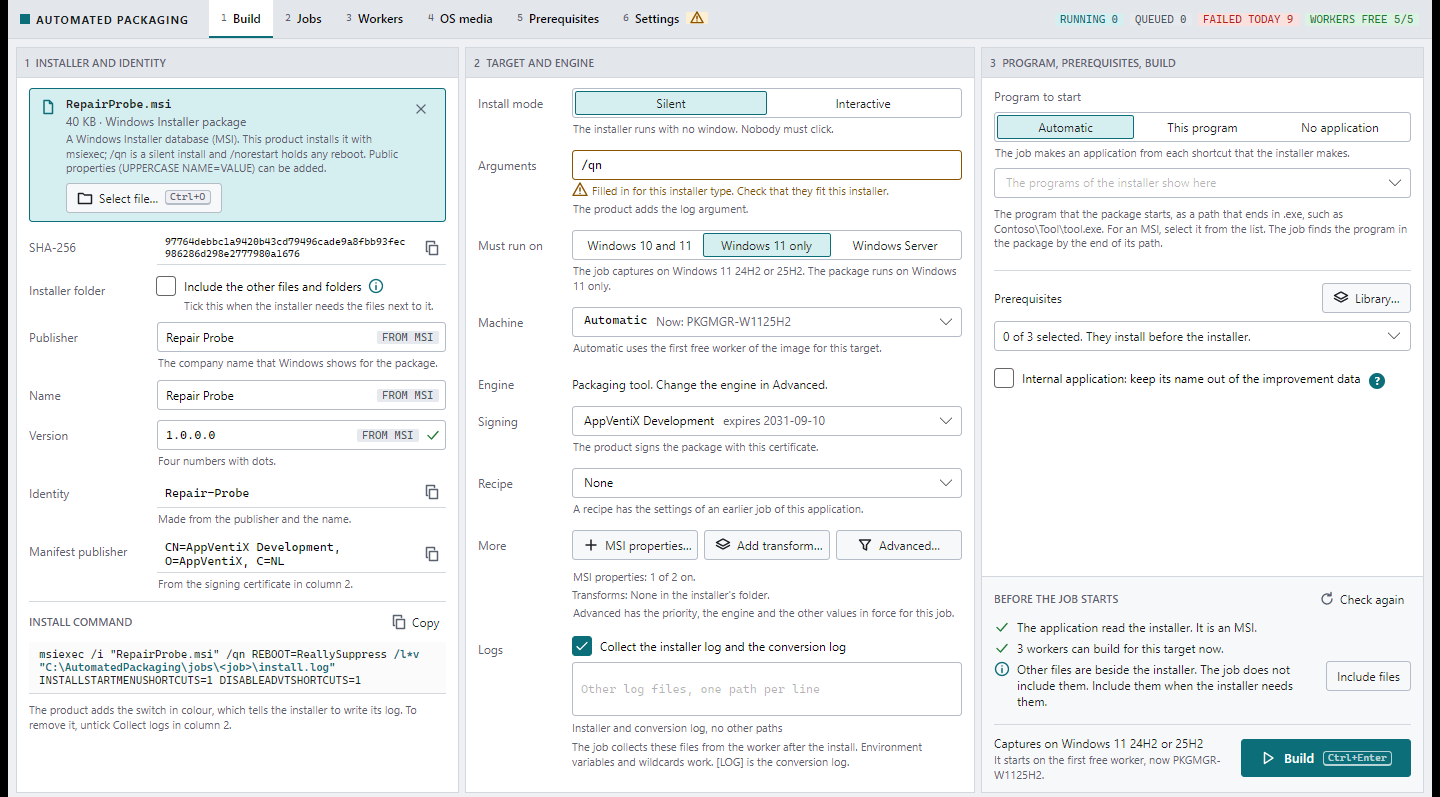 AUTOMATED PACKAGING
1 Build
2 Jobs
3 Workers
4 OS media
5 Prerequisites
6 Settings
RUNNING 0
QUEUED 0
FAILED TODAY 9
WORKERS FREE 5/5
1 INSTALLER AND IDENTITY
RepairProbe.msi
40 KB · Windows Installer package
A Windows Installer database (MSI). This product installs it with
msiexec; /qn is a silent install and /norestart holds any reboot. Public
properties (UPPERCASE NAME=VALUE) can be added.
Select file... Ctrl+O
SHA-256
97764debbc1a9420b43cd79496cade9a8fbb93fec
986286d298e2777980a1676
Installer folder
Include the other files and folders
Tick this when the installer needs the files next to it.
Publisher
Repair Probe FROM MSI
The company name that Windows shows for the package.
Name
Repair Probe FROM MSI
Version
1.0.0.0 FROM MSI
Four numbers with dots.
Identity
Repair-Probe
Made from the publisher and the name.
Manifest publisher
CN=AppVentiX Development,
O=AppVentiX, C=NL
From the signing certificate in column 2.
INSTALL COMMAND
Copy
msiexec /i "RepairProbe.msi" /qn REBOOT=ReallySuppress /l*v
"C:\AutomatedPackaging\jobs\<job>\install.log"
INSTALLSTARTMENUSHORTCUTS=1 DISABLEADVTSHORTCUTS=1
The product adds the switch in colour, which tells the installer to write its log. To
remove it, untick Collect logs in column 2.
2 TARGET AND ENGINE
Install mode
Silent
Interactive
The installer runs with no window. Nobody must click.
Arguments
/qn
Filled in for this installer type. Check that they fit this installer.
The product adds the log argument.
Must run on
Windows 10 and 11
Windows 11 only
Windows Server
The job captures on Windows 11 24H2 or 25H2. The package runs on Windows
11 only.
Machine
Automatic Now: PKGMGR-W1125H2
Automatic uses the first free worker of the image for this target.
Engine
Packaging tool. Change the engine in Advanced.
Signing
AppVentiX Development expires 2031-09-10
The product signs the package with this certificate.
Recipe
None
A recipe has the settings of an earlier job of this application.
More
MSI properties...
Add transform...
Advanced...
MSI properties: 1 of 2 on.
Transforms: None in the installer's folder.
Advanced has the priority, the engine and the other values in force for this job.
Logs
Collect the installer log and the conversion log
Other log files, one path per line
Installer and conversion log, no other paths
The job collects these files from the worker after the install. Environment
variables and wildcards work. [LOG] is the conversion log.
3 PROGRAM, PREREQUISITES, BUILD
Program to start
Automatic
This program
No application
The job makes an application from each shortcut that the installer makes.
The programs of the installer show here
The program that the package starts, as a path that ends in .exe, such as
Contoso\Tool\tool.exe. For an MSI, select it from the list. The job finds the program in
the package by the end of its path.
Prerequisites
Library...
0 of 3 selected. They install before the installer.
Internal application: keep its name out of the improvement data
?
BEFORE THE JOB STARTS
Check again
The application read the installer. It is an MSI.
3 workers can build for this target now.
Other files are beside the installer. The job does not
include them. Include them when the installer needs
them.
Include files
Captures on Windows 11 24H2 or 25H2
It starts on the first free worker, now PKGMGR-
W1125H2.
Build Ctrl+Enter